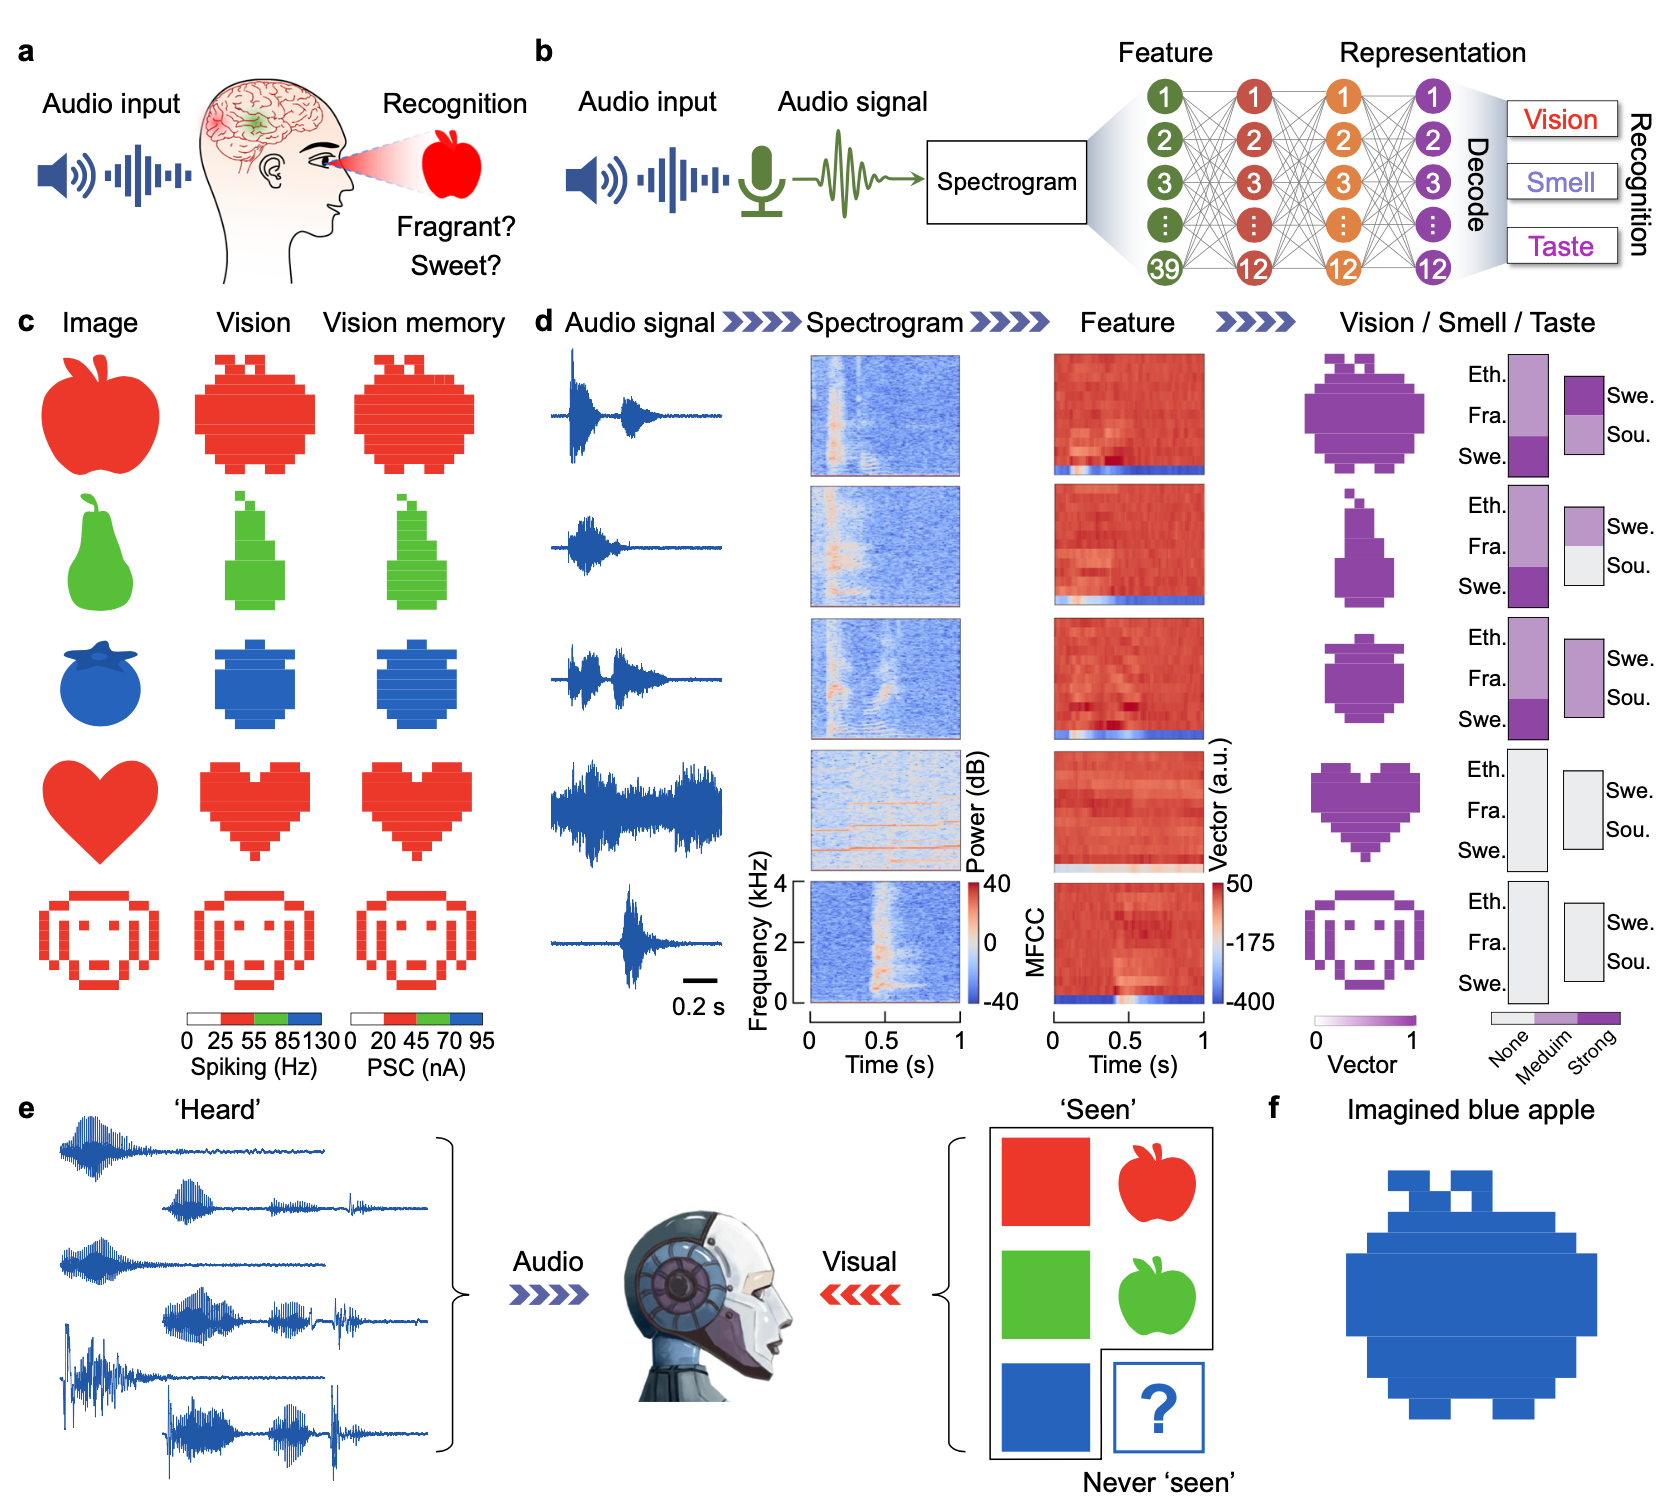 a
Audio input
Recognition
Fragrant?
Sweet?
b
Audio input
Audio signal
Spectrogram
Feature
Representation
1 1 1 1
2 2 2 2
3 3 3 3
⋮ ⋮ ⋮ ⋮
39 12 12 12
Decode
Vision
Smell
Taste
Recognition
c
Image
Vision
Vision memory
0 25 55 85 130
Spiking (Hz)
0 20 45 70 95
PSC (nA)
d
Audio signal
Spectrogram
Feature
Vision / Smell / Taste
Eth.
Fra.
Swe.
Swe.
Sou.
Eth.
Fra.
Swe.
Swe.
Sou.
Eth.
Fra.
Swe.
Swe.
Sou.
Eth.
Fra.
Swe.
Swe.
Sou.
Eth.
Fra.
Swe.
Swe.
Sou.
0.2 s
Frequency (kHz)
4
2
0
0 0.5 1
Time (s)
Power (dB)
40
0
-40
MFCC
0 0.5 1
Time (s)
Vector (a.u.)
50
-175
-400
0 1
Vector
None
Meduim
Strong
e
‘Heard’
Audio
Visual
‘Seen’
?
Never ‘seen’
f
Imagined blue apple